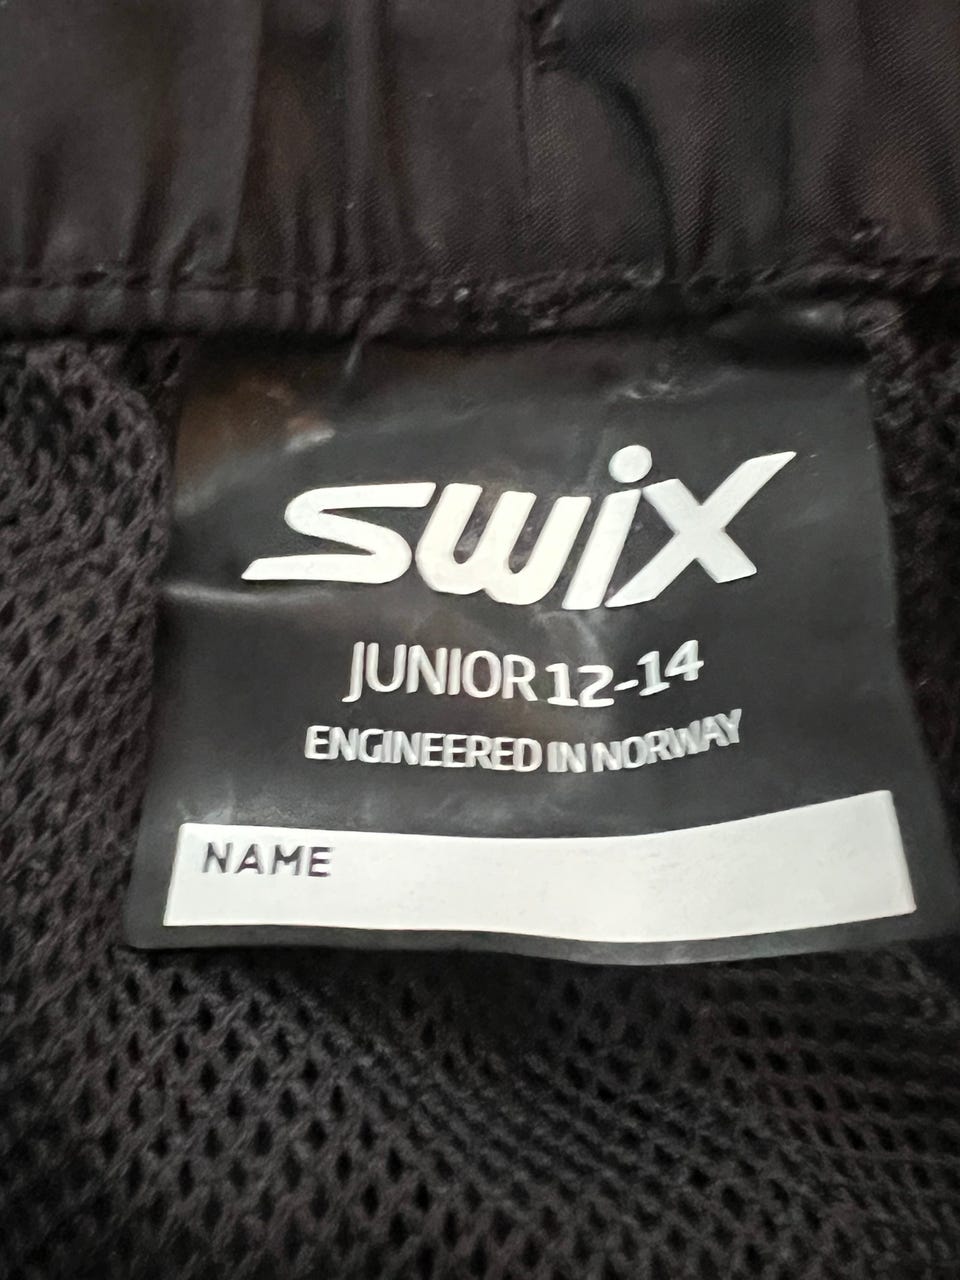 swix
JUNIOR 12-14
ENGINEERED IN NORWAY
NAME